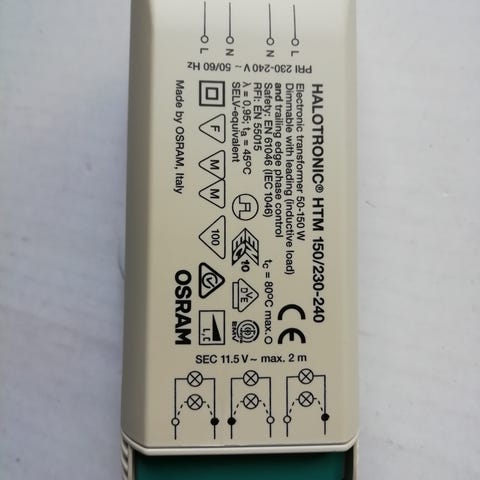 HALOTRONIC® HTM 150/230-240
Electronic transformer 50-150 W
Dimmable with leading (inductive load)
and trailing edge phase control
Safety: EN 61046 (IEC 1046)
RFI: EN 55015
λ = 0,95; ta = 45°C
SELV-equivalent
PRI 230-240 V ~ 50/60 Hz
L
N
N
L
Made by OSRAM, Italy
F
M
M
100
10
tc = 80°C max.
CE
VDE
EMV
L, C
OSRAM
SEC 11.5 V ~ max. 2 m